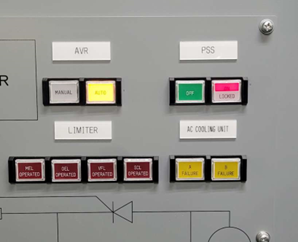 AVR
PSS
R
MANUAL
AUTO
OFF
LOCKED
LIMITER
AC COOLING UNIT
MEL
OPERATED
OEL
OPERATED
VFL
OPERATED
SCL
OPERATED
A
FAILURE
B
FAILURE